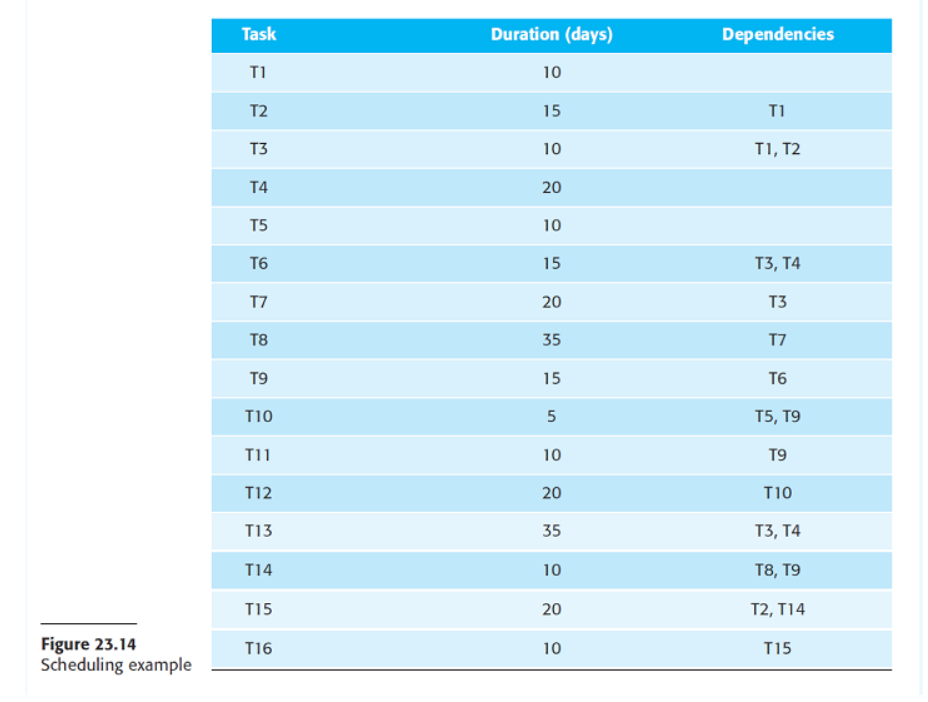 Task Duration (days) Dependencies
T1 10
T2 15 T1
T3 10 T1, T2
T4 20
T5 10
T6 15 T3, T4
T7 20 T3
T8 35 T7
T9 15 T6
T10 5 T5, T9
T11 10 T9
T12 20 T10
T13 35 T3, T4
T14 10 T8, T9
T15 20 T2, T14
T16 10 T15
Figure 23.14
Scheduling example